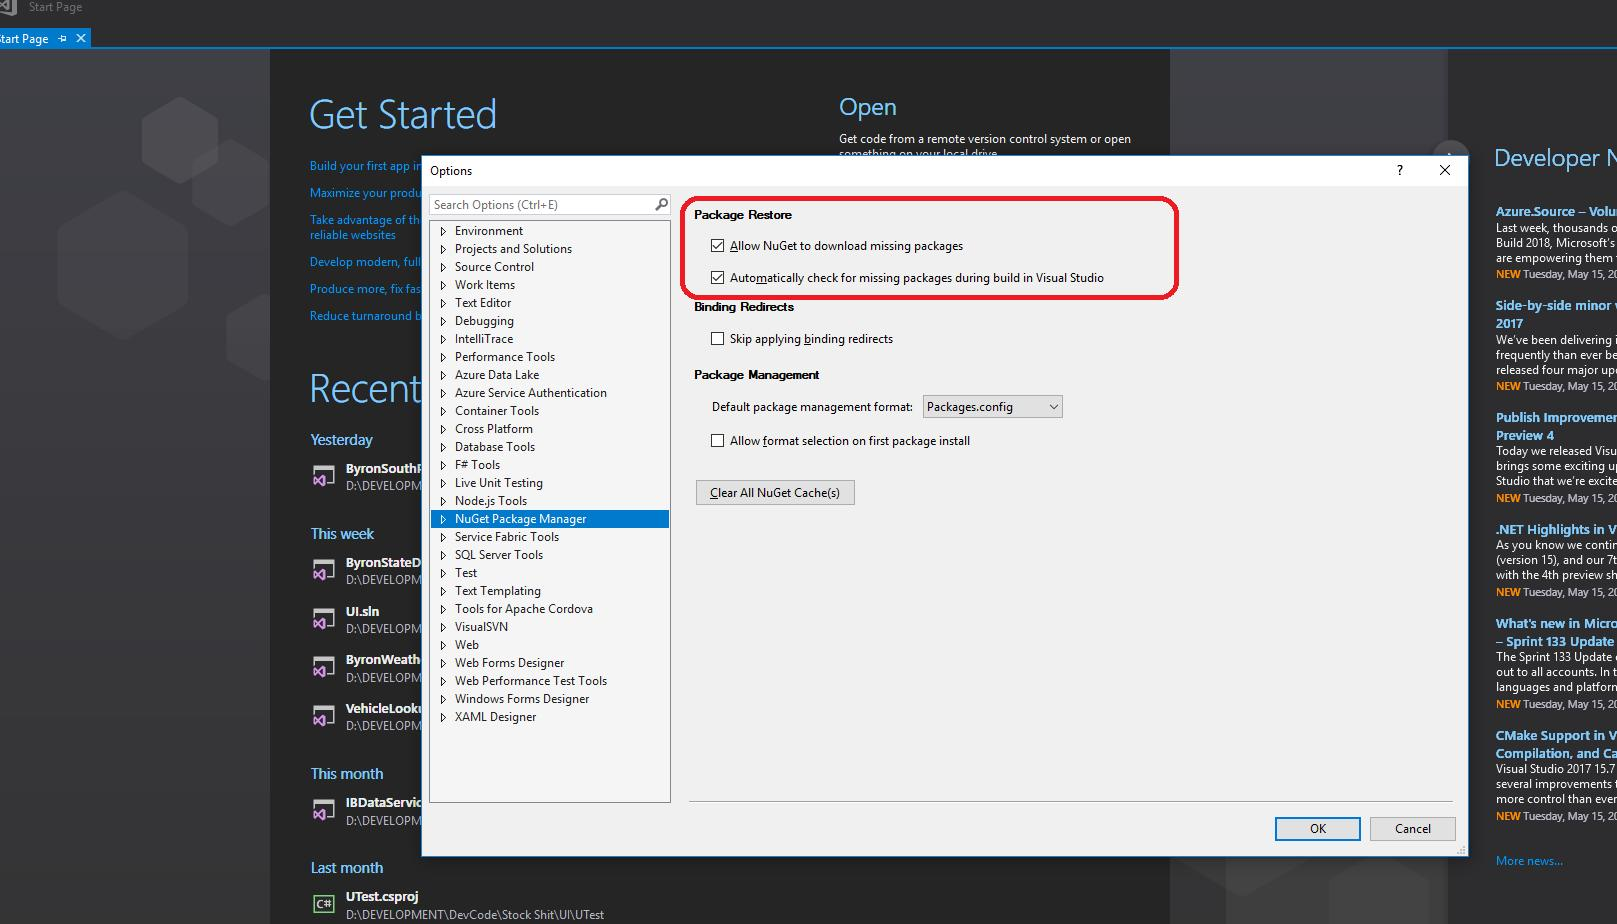 Start Page
Start Page
Get Started
Build your first app in
Maximize your produ
Take advantage of th
reliable websites
Develop modern, full
Produce more, fix fas
Reduce turnaround b
Open
Get code from a remote version control system or open
something on your local drive
Recent
Yesterday
ByronSouth
D:\DEVELOPM
This week
ByronStateD
D:\DEVELOPM
UI.sln
D:\DEVELOPM
ByronWeath
D:\DEVELOPM
VehicleLooku
D:\DEVELOPM
This month
IBDataServic
D:\DEVELOPM
Last month
UTest.csproj
D:\DEVELOPMENT\DevCode\Stock Shit\UI\UTest
Options
?
Search Options (Ctrl+E)
Environment
Projects and Solutions
Source Control
Work Items
Text Editor
Debugging
IntelliTrace
Performance Tools
Azure Data Lake
Azure Service Authentication
Container Tools
Cross Platform
Database Tools
F# Tools
Live Unit Testing
Node.js Tools
NuGet Package Manager
Service Fabric Tools
SQL Server Tools
Test
Text Templating
Tools for Apache Cordova
VisualSVN
Web
Web Forms Designer
Web Performance Test Tools
Windows Forms Designer
XAML Designer
Package Restore
Allow NuGet to download missing packages
Automatically check for missing packages during build in Visual Studio
Binding Redirects
Skip applying binding redirects
Package Management
Default package management format: Packages.config
Allow format selection on first package install
Clear All NuGet Cache(s)
OK
Cancel
Developer N
Azure.Source – Volu
Last week, thousands o
Build 2018, Microsoft's
are empowering them
NEW Tuesday, May 15, 20
Side-by-side minor v
2017
We've been delivering i
frequently than ever be
released four major upd
NEW Tuesday, May 15, 20
Publish Improvemen
Preview 4
Today we released Visu
brings some exciting up
Studio that we're excite
NEW Tuesday, May 15, 20
.NET Highlights in V
As you know we contin
(version 15), and our 7t
with the 4th preview sh
NEW Tuesday, May 15, 20
What's new in Micro
– Sprint 133 Update
The Sprint 133 Update
out to all accounts. In t
languages and platform
NEW Tuesday, May 15, 20
CMake Support in V
Compilation, and Ca
Visual Studio 2017 15.7
several improvements t
more control than ever
NEW Tuesday, May 15, 20
More news...